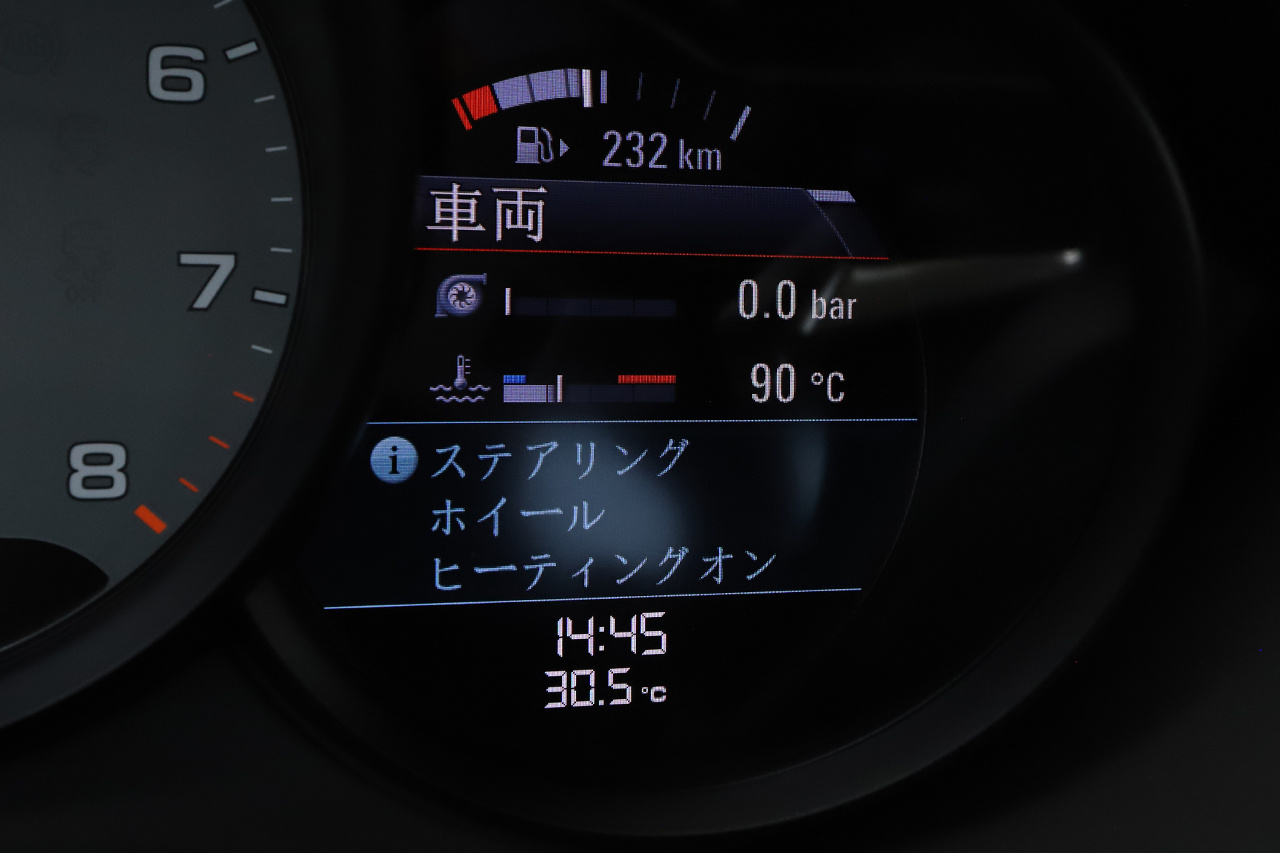 6
7
8
232 km
車両
0.0 bar
90 °C
i ステアリング
ホイール
ヒーティングオン
14:45
30.5 °C